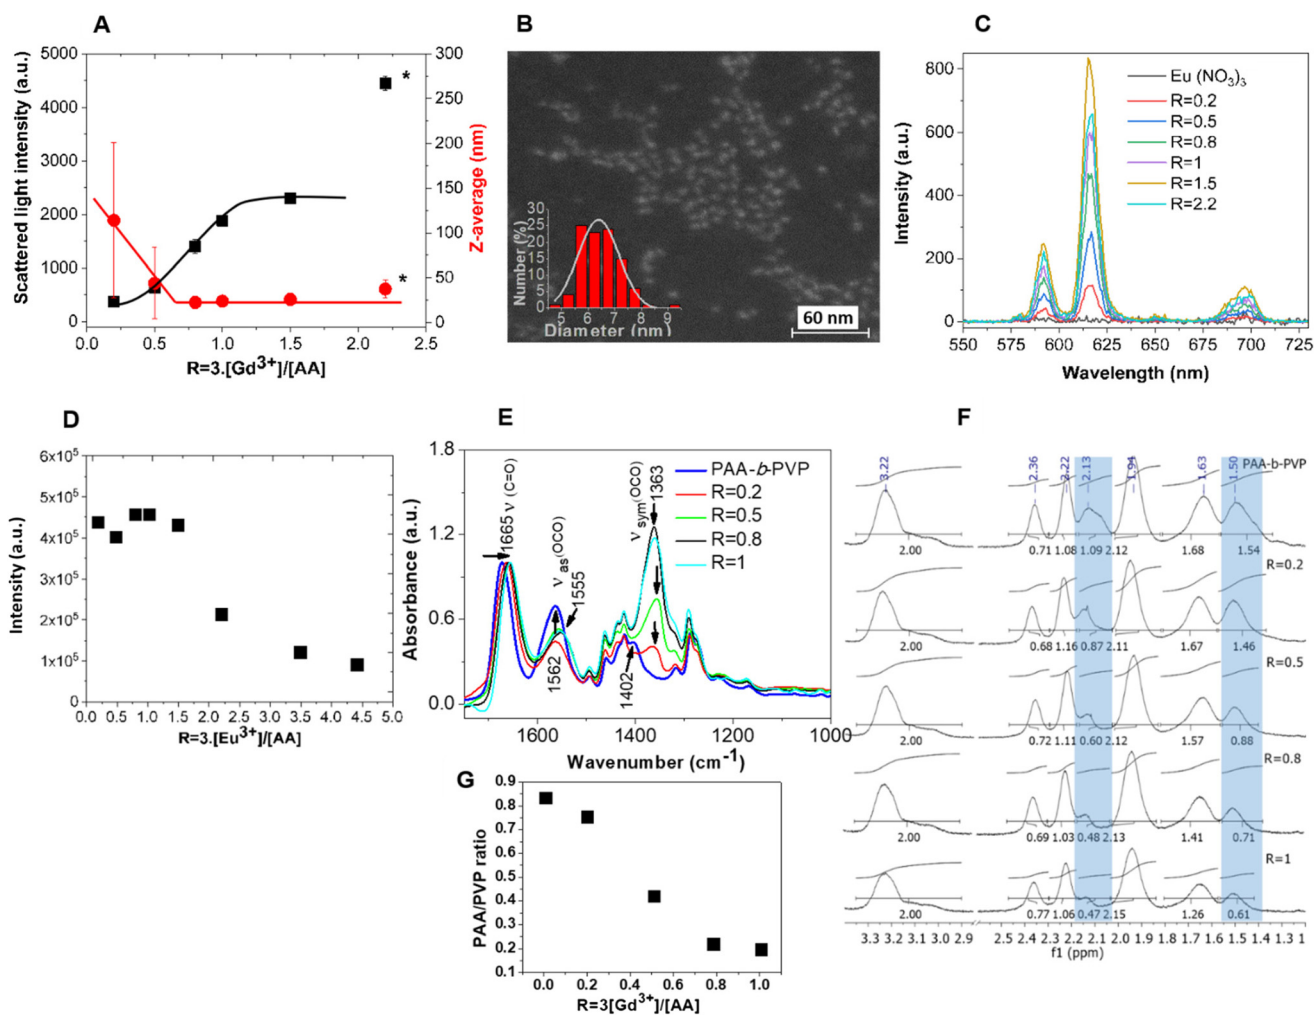 A
Scattered light intensity (a.u.)
5000
4000
3000
2000
1000
0
300
250
200
150
100
50
0
Z-average (nm)
*
*
0.0 0.5 1.0 1.5 2.0 2.5
R=3.[Gd3+]/[AA]
B
Number (%)
30
25
20
15
10
5
0
5 6 7 8 9
Diameter (nm)
60 nm
C
Intensity (a.u.)
800
600
400
200
0
Eu (NO3)3
R=0.2
R=0.5
R=0.8
R=1
R=1.5
R=2.2
550 575 600 625 650 675 700 725
Wavelength (nm)
D
Intensity (a.u.)
6x10^5
5x10^5
4x10^5
3x10^5
2x10^5
1x10^5
0
0.0 0.5 1.0 1.5 2.0 2.5 3.0 3.5 4.0 4.5 5.0
R=3.[Eu3+]/[AA]
E
Absorbance (a.u.)
1.8
1.2
0.6
0.0
1665 ν (C=O)
νas(OCO)
1555
1562
1402
νsym(OCO)
1363
PAA-b-PVP
R=0.2
R=0.5
R=0.8
R=1
1600 1400 1200 1000
Wavenumber (cm-1)
F
3.22 2.36 2.22 2.13 1.94 1.63 1.50
PAA-b-PVP
2.00 0.71 1.08 1.09 2.12 1.68 1.54
R=0.2
2.00 0.68 1.16 0.87 2.11 1.67 1.46
R=0.5
2.00 0.72 1.11 0.60 2.12 1.57 0.88
R=0.8
2.00 0.69 1.03 0.48 2.13 1.41 0.71
R=1
2.00 0.77 1.06 0.47 2.15 1.26 0.61
3.3 3.2 3.1 3.0 2.9 2.5 2.4 2.3 2.2 2.1 2.0 1.9 1.8 1.7 1.6 1.5 1.4 1.3 1.2 1
f1 (ppm)
G
PAA/PVP ratio
0.9
0.8
0.7
0.6
0.5
0.4
0.3
0.2
0.1
0.0 0.2 0.4 0.6 0.8 1.0
R=3[Gd3+]/[AA]